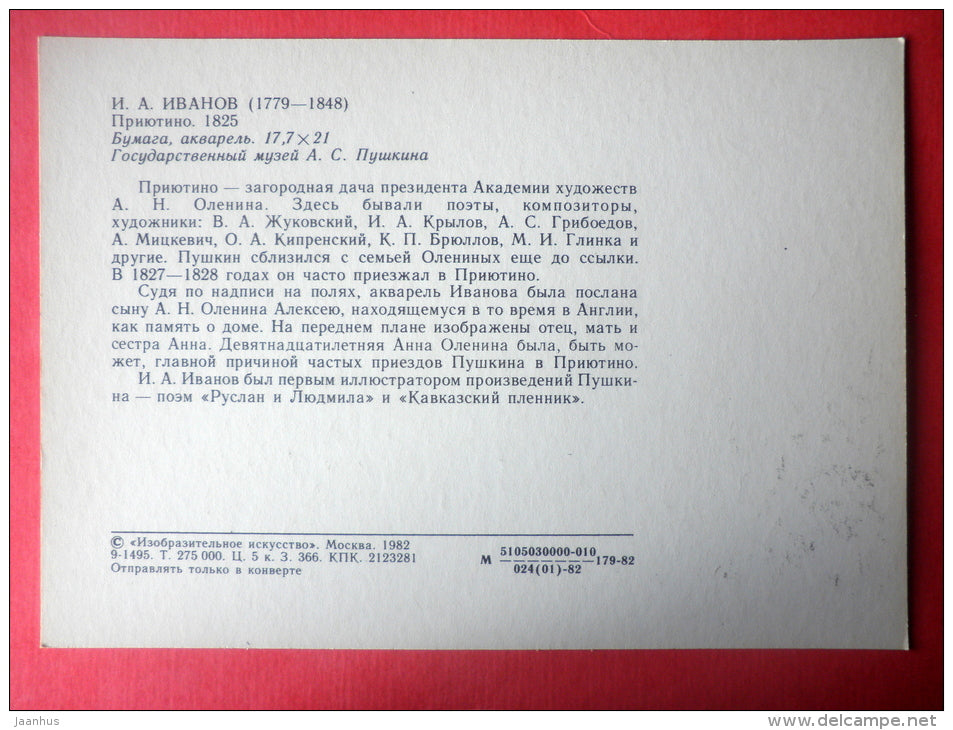 И. А. ИВАНОВ (1779—1848)
Приютино. 1825
Бумага, акварель. 17,7×21
Государственный музей А. С. Пушкина
Приютино — загородная дача президента Академии художеств
А. Н. Оленина. Здесь бывали поэты, композиторы,
художники: В. А. Жуковский, И. А. Крылов, А. С. Грибоедов,
А. Мицкевич, О. А. Кипренский, К. П. Брюллов, М. И. Глинка и
другие. Пушкин сблизился с семьей Олениных еще до ссылки.
В 1827—1828 годах он часто приезжал в Приютино.
Судя по надписи на полях, акварель Иванова была послана
сыну А. Н. Оленина Алексею, находящемуся в то время в Англии,
как память о доме. На переднем плане изображены отец, мать и
сестра Анна. Девятнадцатилетняя Анна Оленина была, быть мо-
жет, главной причиной частых приездов Пушкина в Приютино.
И. А. Иванов был первым иллюстратором произведений Пушки-
на — поэм «Руслан и Людмила» и «Кавказский пленник».
© «Изобразительное искусство». Москва. 1982
9-1495. Т. 275 000. Ц. 5 к. З. 366. КПК. 2123281
Отправлять только в конверте
5105030000-010
М 179-82
024(01)-82
jaanhus
delcampe.net